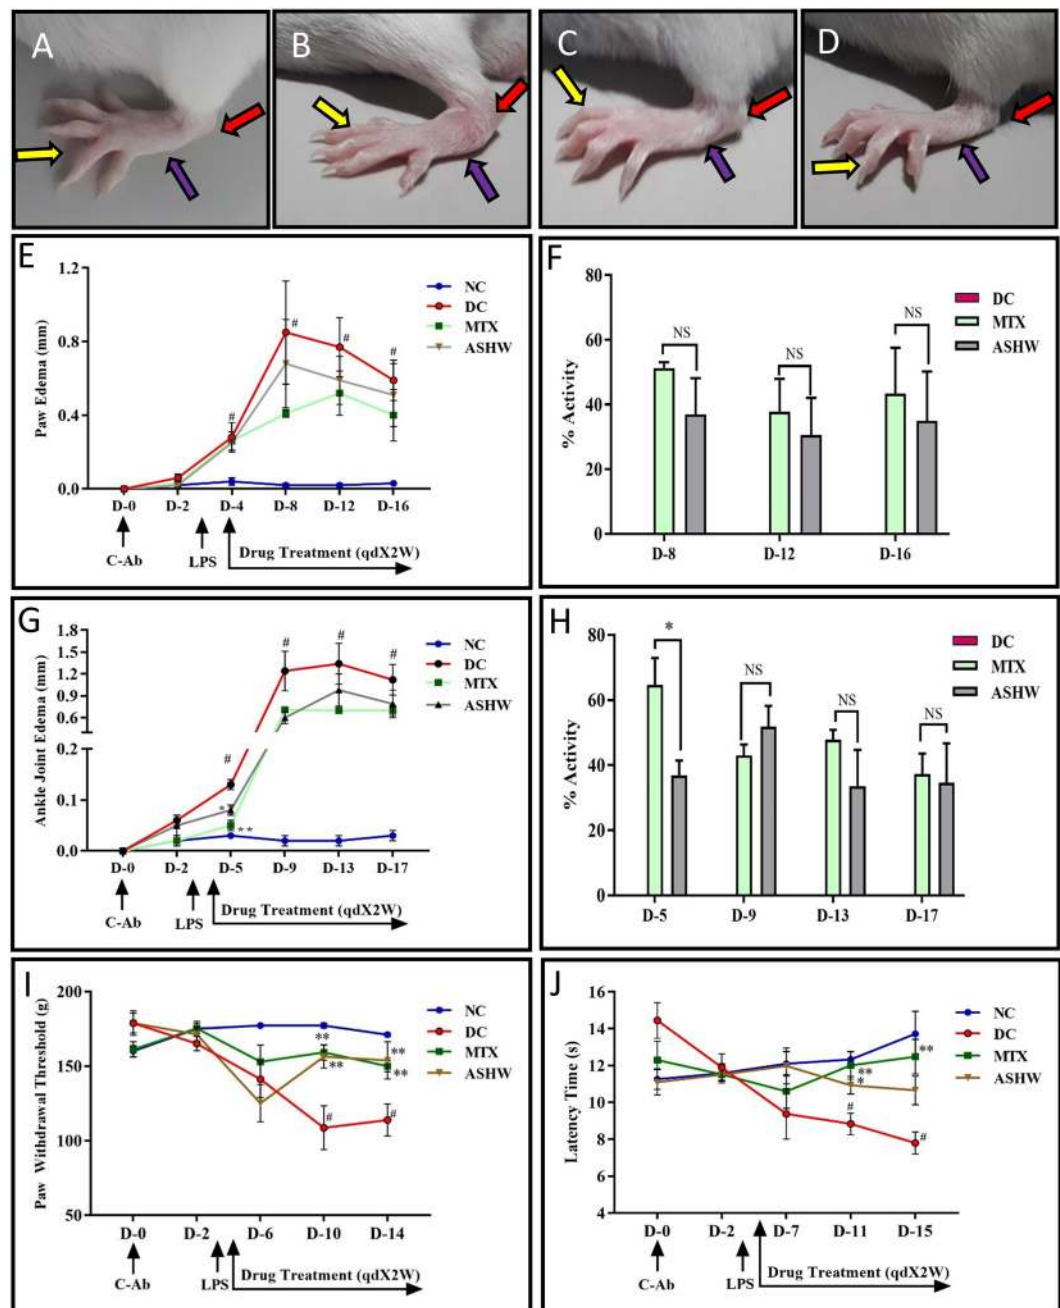 A
B
C
D
E
Paw Edema (mm)
1.2
0.8
0.4
0.0
D-0 D-2 D-4 D-8 D-12 D-16
# # # #
NC
DC
MTX
ASHW
C-Ab
LPS
Drug Treatment (qdX2W)
F
% Activity
80
60
40
20
0
NS NS NS
D-8 D-12 D-16
DC
MTX
ASHW
G
Ankle Joint Edema (mm)
1.8
1.5
1.2
0.9
0.6
0.2
0.1
0.0
# # # #
*
**
D-0 D-2 D-5 D-9 D-13 D-17
NC
DC
MTX
ASHW
C-Ab
LPS
Drug Treatment (qdX2W)
H
% Activity
80
60
40
20
0
* NS NS NS
D-5 D-9 D-13 D-17
DC
MTX
ASHW
I
Paw Withdrawal Threshold (g)
200
150
100
50
** **
** **
# #
D-0 D-2 D-6 D-10 D-14
NC
DC
MTX
ASHW
C-Ab
LPS
Drug Treatment (qdX2W)
J
Latency Time (s)
16
14
12
10
8
6
4
**
**
*
# #
D-0 D-2 D-7 D-11 D-15
NC
DC
MTX
ASHW
C-Ab
LPS
Drug Treatment (qdX2W)